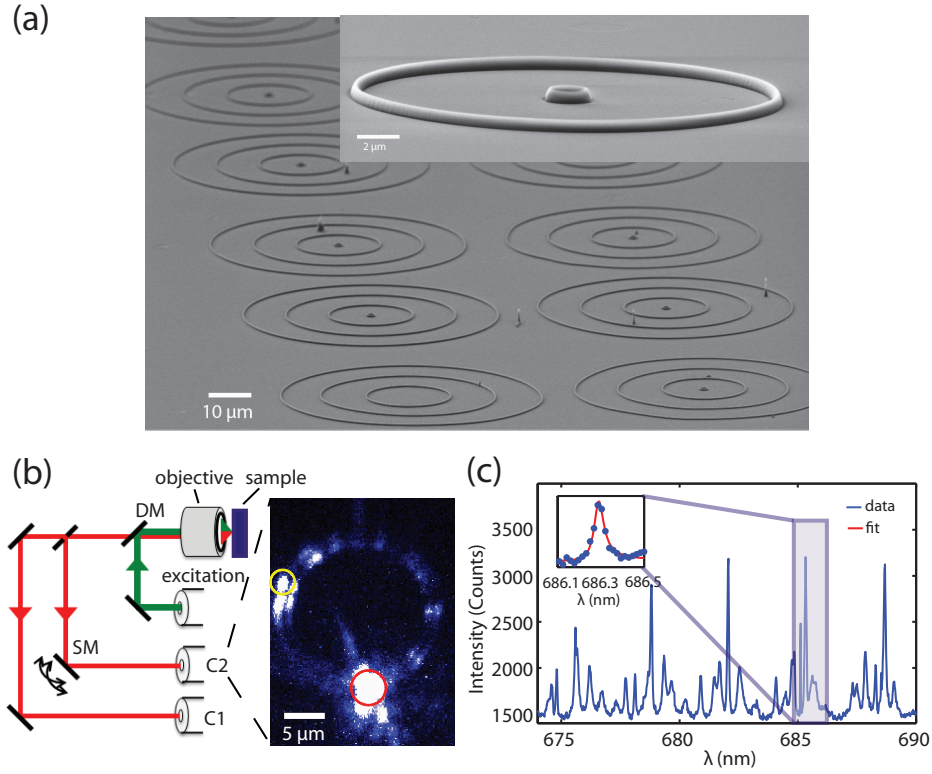 (a)
2 μm
10 μm
(b)
objective
sample
DM
excitation
SM
C2
C1
5 μm
(c)
Intensity (Counts)
3500
3000
2500
2000
1500
data
fit
686.1 686.3 686.5
λ (nm)
675 680 685 690
λ (nm)